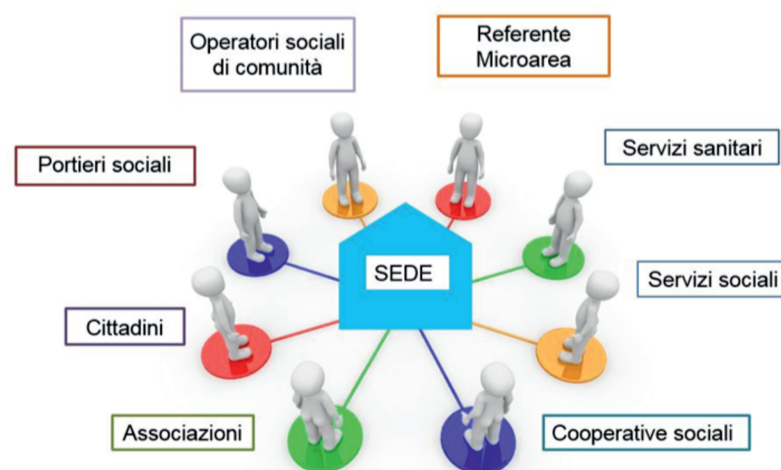 Operatori sociali
di comunità
Referente
Microarea
Portieri sociali
Servizi sanitari
SEDE
Servizi sociali
Cittadini
Associazioni
Cooperative sociali